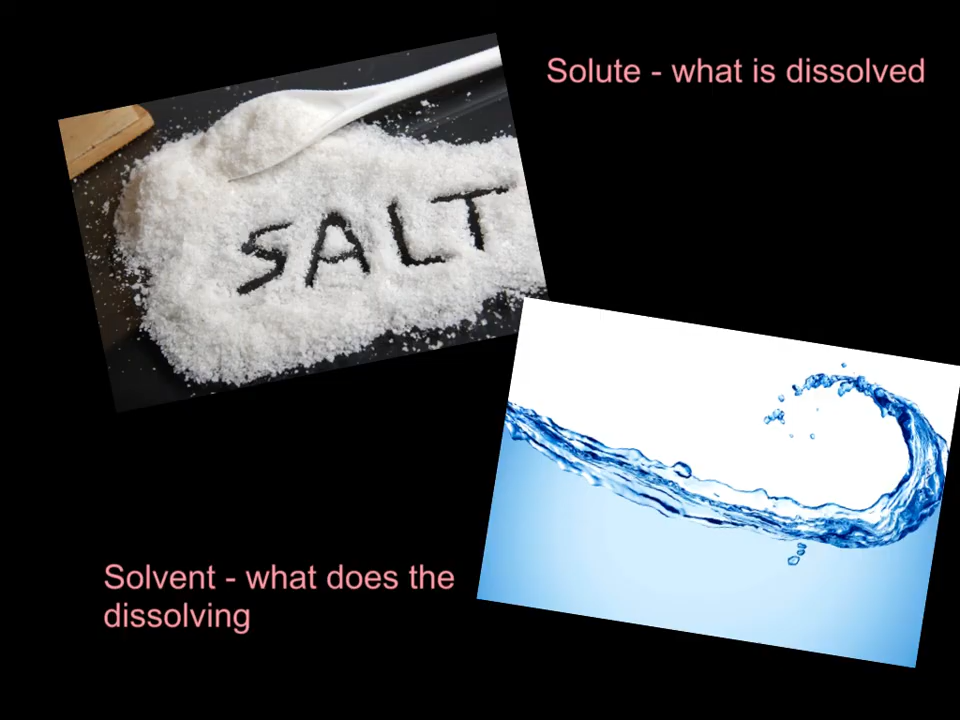 Solute - what is dissolved
SALT
Solvent - what does the
dissolving